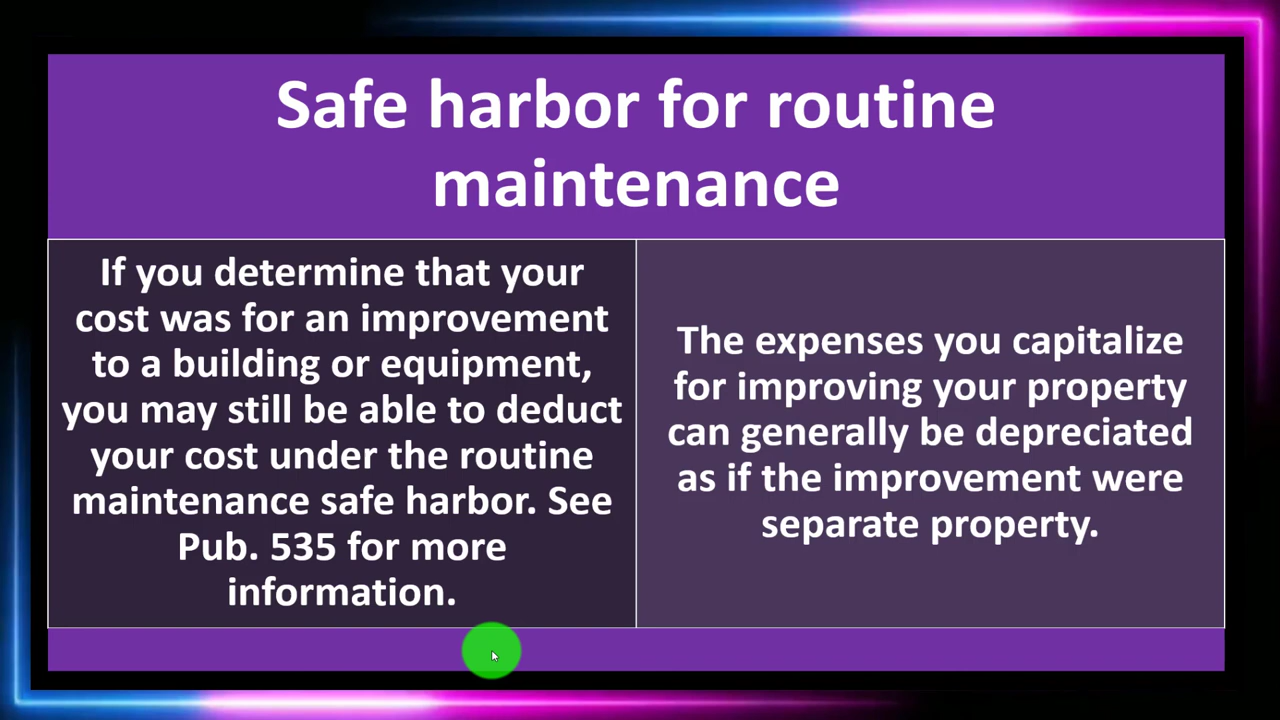 Safe harbor for routine
maintenance
If you determine that your
cost was for an improvement
to a building or equipment,
you may still be able to deduct
your cost under the routine
maintenance safe harbor. See
Pub. 535 for more
information.
The expenses you capitalize
for improving your property
can generally be depreciated
as if the improvement were
separate property.